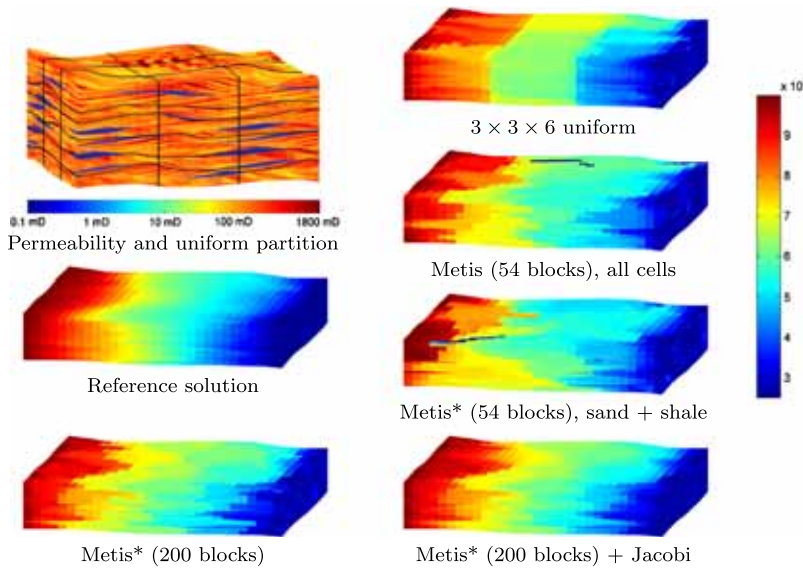 0.1 mD 1 mD 10 mD 100 mD 1800 mD
Permeability and uniform partition
3 × 3 × 6 uniform
Metis (54 blocks), all cells
Reference solution
Metis* (54 blocks), sand + shale
Metis* (200 blocks)
Metis* (200 blocks) + Jacobi
x 10
9
8
7
6
5
4
3